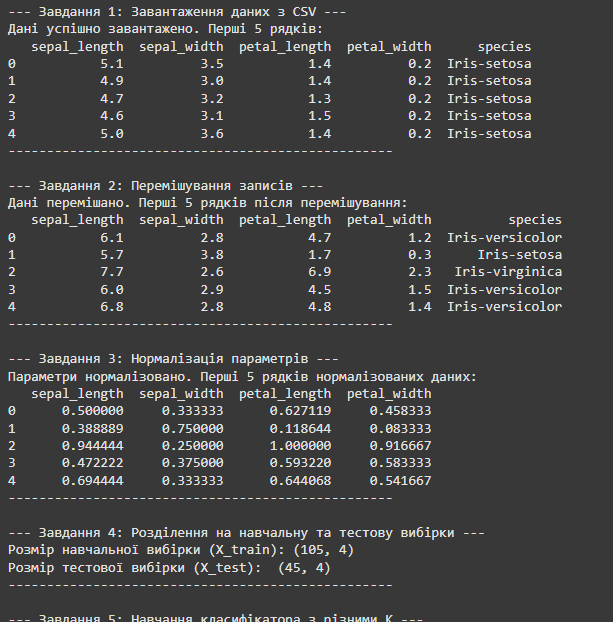 --- Завдання 1: Завантаження даних з CSV ---
Дані успішно завантажено. Перші 5 рядків:
   sepal_length  sepal_width  petal_length  petal_width      species
0           5.1          3.5           1.4          0.2  Iris-setosa
1           4.9          3.0           1.4          0.2  Iris-setosa
2           4.7          3.2           1.3          0.2  Iris-setosa
3           4.6          3.1           1.5          0.2  Iris-setosa
4           5.0          3.6           1.4          0.2  Iris-setosa
--------------------------------------------------
--- Завдання 2: Перемішування записів ---
Дані перемішано. Перші 5 рядків після перемішування:
   sepal_length  sepal_width  petal_length  petal_width          species
0           6.1          2.8           4.7          1.2  Iris-versicolor
1           5.7          3.8           1.7          0.3      Iris-setosa
2           7.7          2.6           6.9          2.3   Iris-virginica
3           6.0          2.9           4.5          1.5  Iris-versicolor
4           6.8          2.8           4.8          1.4  Iris-versicolor
--------------------------------------------------
--- Завдання 3: Нормалізація параметрів ---
Параметри нормалізовано. Перші 5 рядків нормалізованих даних:
   sepal_length  sepal_width  petal_length  petal_width
0      0.500000     0.333333      0.627119     0.458333
1      0.388889     0.750000      0.118644     0.083333
2      0.944444     0.250000      1.000000     0.916667
3      0.472222     0.375000      0.593220     0.583333
4      0.694444     0.333333      0.644068     0.541667
--------------------------------------------------
--- Завдання 4: Розділення на навчальну та тестову вибірки ---
Розмір навчальної вибірки (X_train): (105, 4)
Розмір тестової вибірки (X_test):  (45, 4)
--------------------------------------------------
--- Завдання 5: Навчання класифікатора з різними K ---